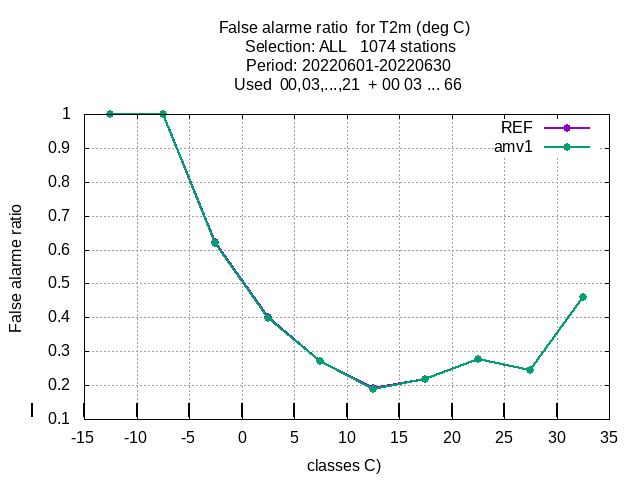 False alarme ratio  for T2m (deg C)
Selection: ALL   1074 stations
Period: 20220601-20220630
Used  00,03,...,21  + 00 03 ... 66
REF
amv1
False alarme ratio
1
0.9
0.8
0.7
0.6
0.5
0.4
0.3
0.2
0.1
-15 -10 -5 0 5 10 15 20 25 30 35
classes C)